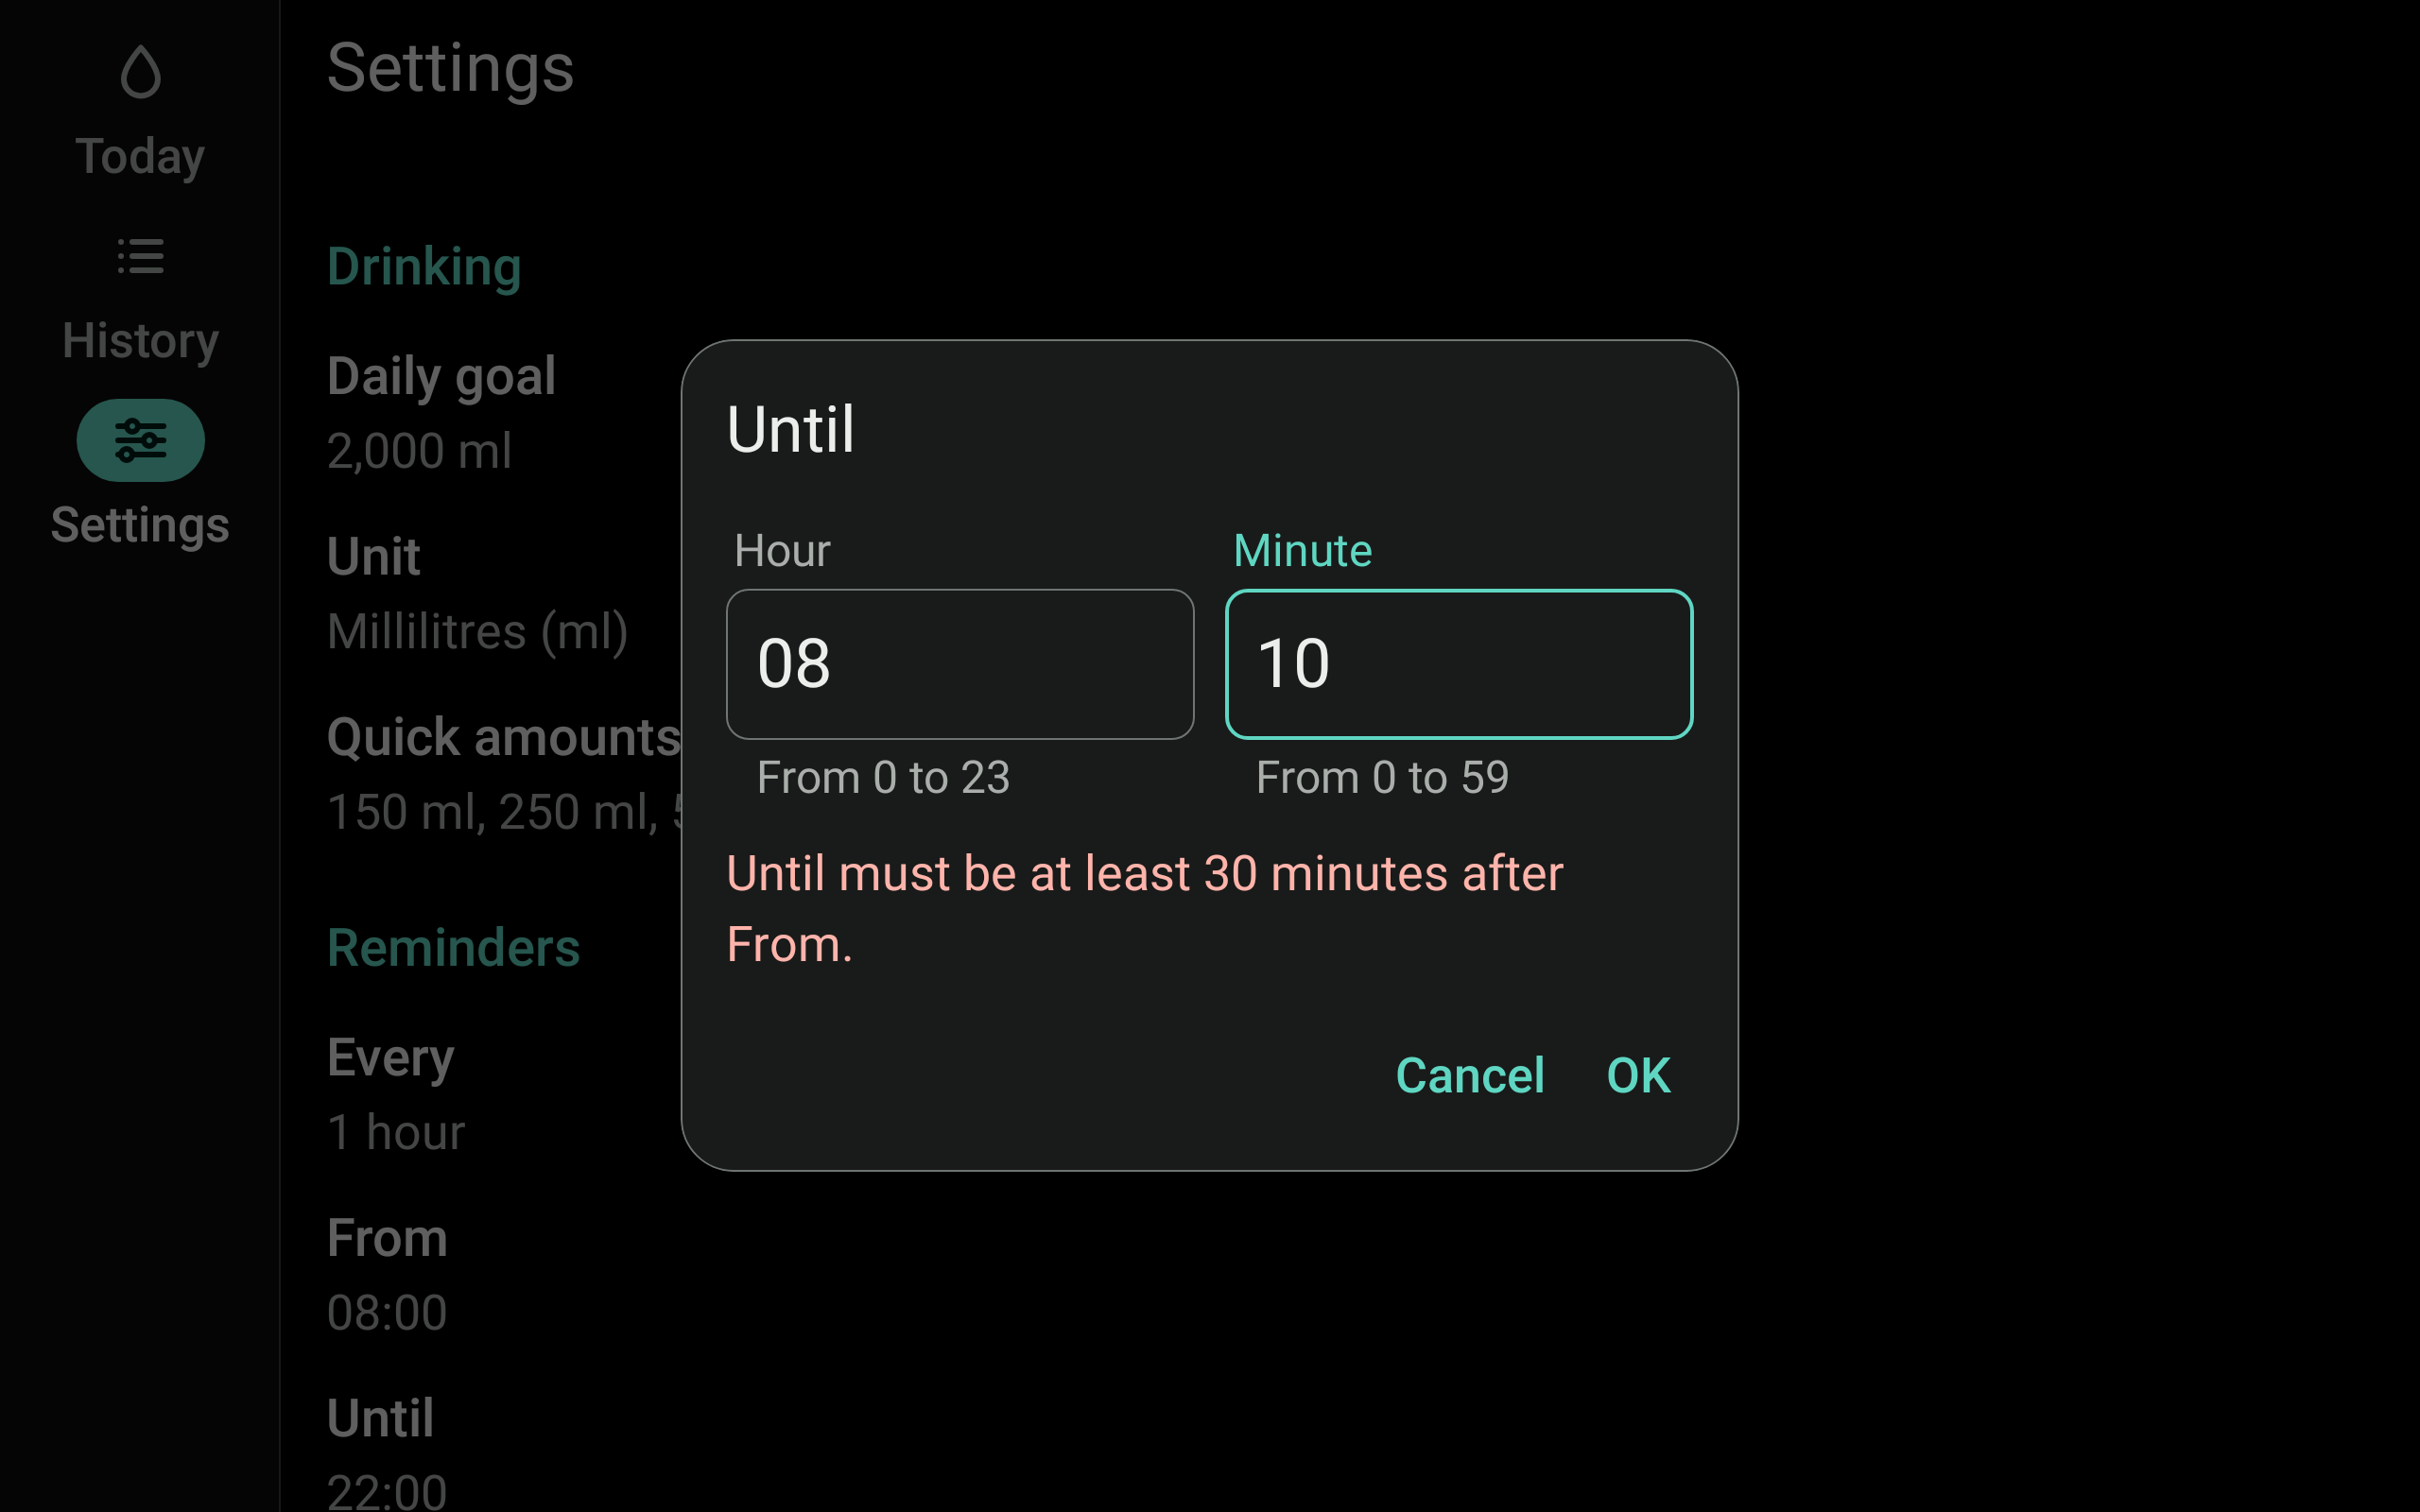 Today
History
Settings
Settings
Drinking
Daily goal
2,000 ml
Unit
Millilitres (ml)
Quick amounts
150 ml, 250 ml,
Reminders
Every
1 hour
From
08:00
Until
22:00
Until
Hour
Minute
08
10
From 0 to 23
From 0 to 59
Until must be at least 30 minutes after
From.
Cancel
OK